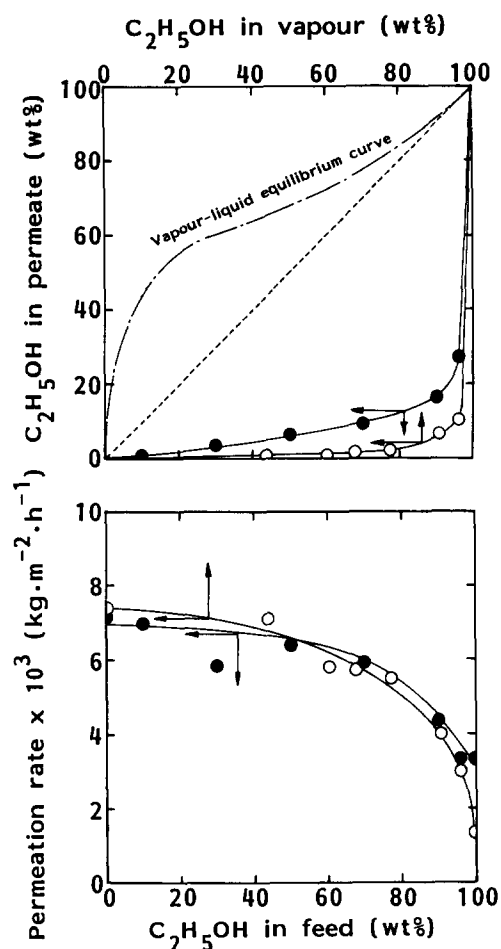 C₂H₅OH in vapour (wt%)
0 20 40 60 80 100
C₂H₅OH in permeate (wt%)
100
80
60
40
20
0
Vapour-liquid equilibrium curve
Permeation rate x 10³ (kg·m⁻²·h⁻¹)
10
8
6
4
2
0
0 20 40 60 80 100
C₂H₅OH in feed (wt%)